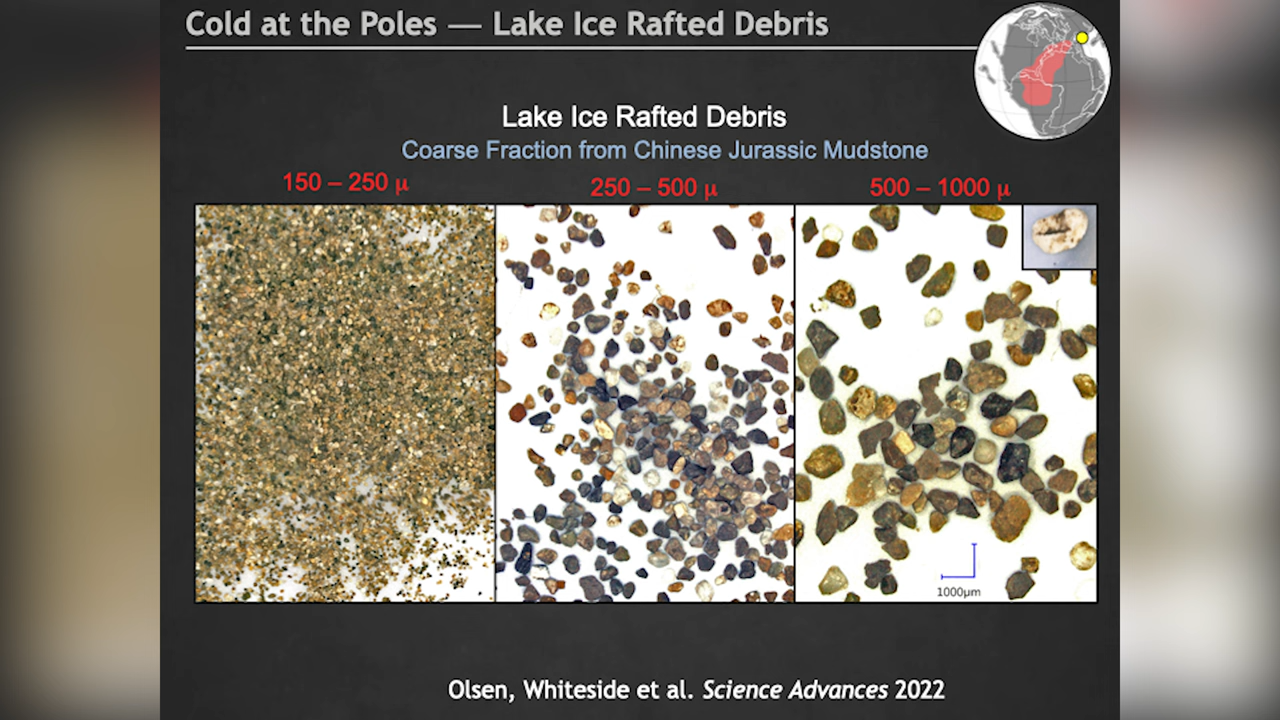 Cold at the Poles — Lake Ice Rafted Debris
Lake Ice Rafted Debris
Coarse Fraction from Chinese Jurassic Mudstone
150 – 250 µ
250 – 500 µ
500 – 1000 µ
1000µm
Olsen, Whiteside et al. Science Advances 2022